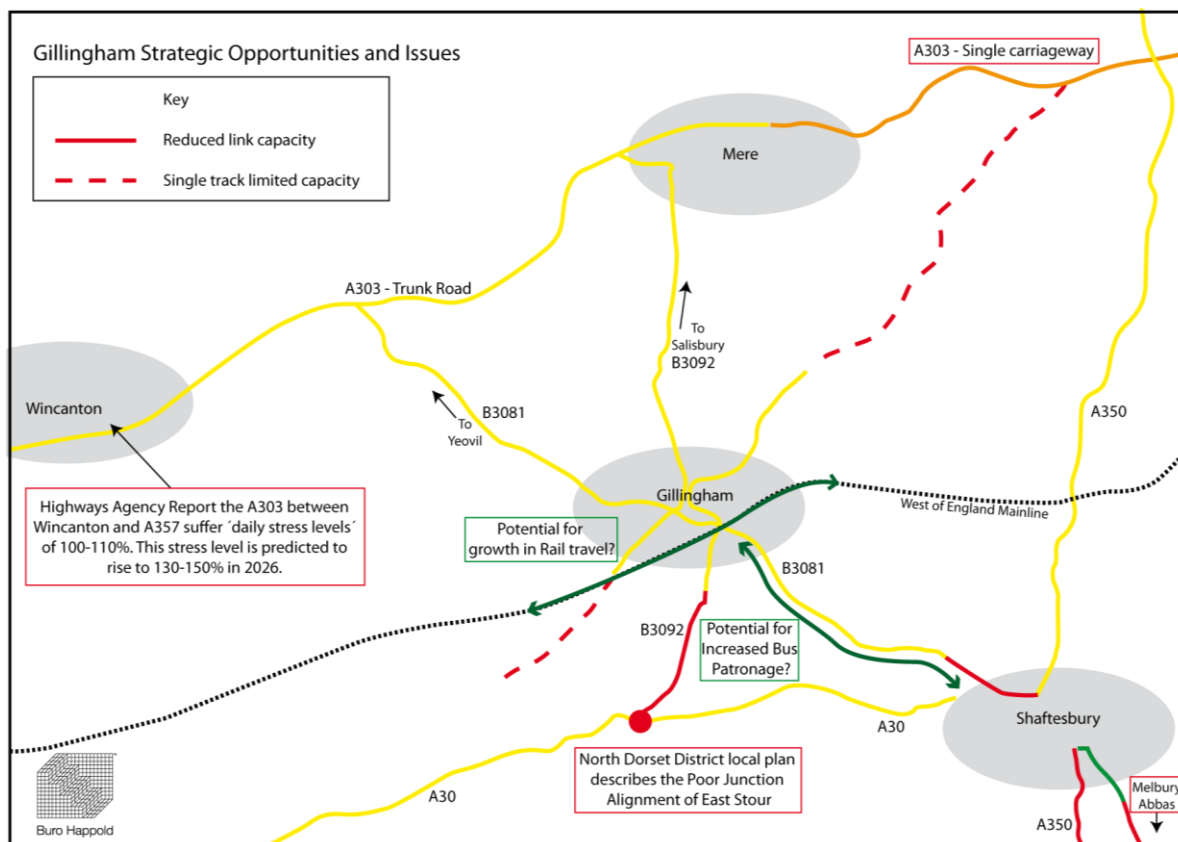 Gillingham Strategic Opportunities and Issues
Key
Reduced link capacity
Single track limited capacity
A303 - Single carriageway
Mere
A303 - Trunk Road
To
Salisbury
B3092
Wincanton
B3081
To
Yeovil
A350
Gillingham
West of England Mainline
Highways Agency Report the A303 between
Wincanton and A357 suffer ´daily stress levels´
of 100-110%. This stress level is predicted to
rise to 130-150% in 2026.
Potential for
growth in Rail travel?
B3081
B3092
Potential for
Increased Bus
Patronage?
Shaftesbury
A30
North Dorset District local plan
describes the Poor Junction
Alignment of East Stour
A30
A350
Melbury
Abbas
Buro Happold